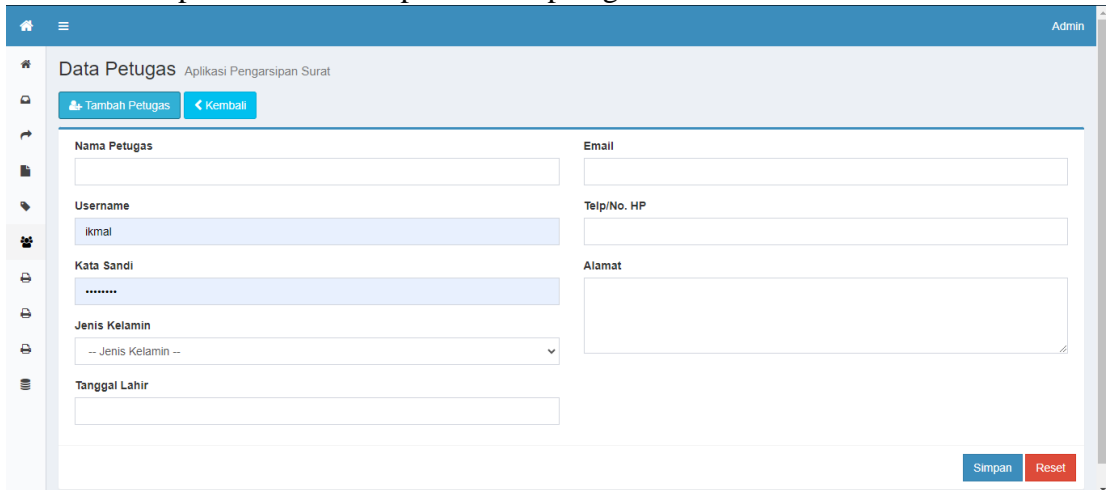 Admin
Data Petugas Aplikasi Pengarsipan Surat
Tambah Petugas Kembali
Nama Petugas
Username
ikmal
Kata Sandi
••••••••
Jenis Kelamin
-- Jenis Kelamin --
Tanggal Lahir
Email
Telp/No. HP
Alamat
Simpan Reset